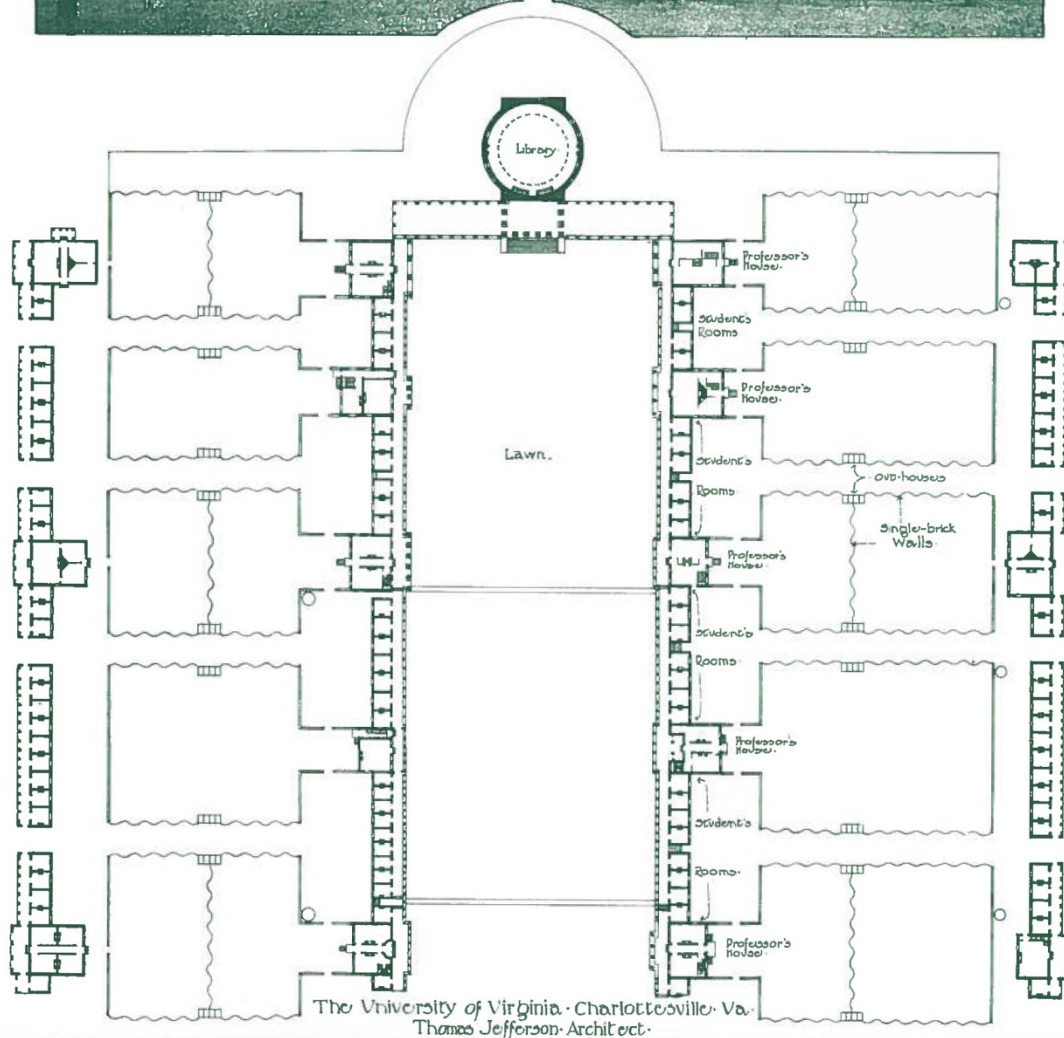 Library
Professor's
House.
Student's
Rooms
Professor's
House.
Lawn.
Student's
Out-houses
Rooms.
Single-brick
Walls.
Professor's
House.
Student's
Rooms.
Professor's
House.
Student's
Rooms.
Professor's
House.
The University of Virginia · Charlottesville · Va ·
Thomas Jefferson · Architect ·